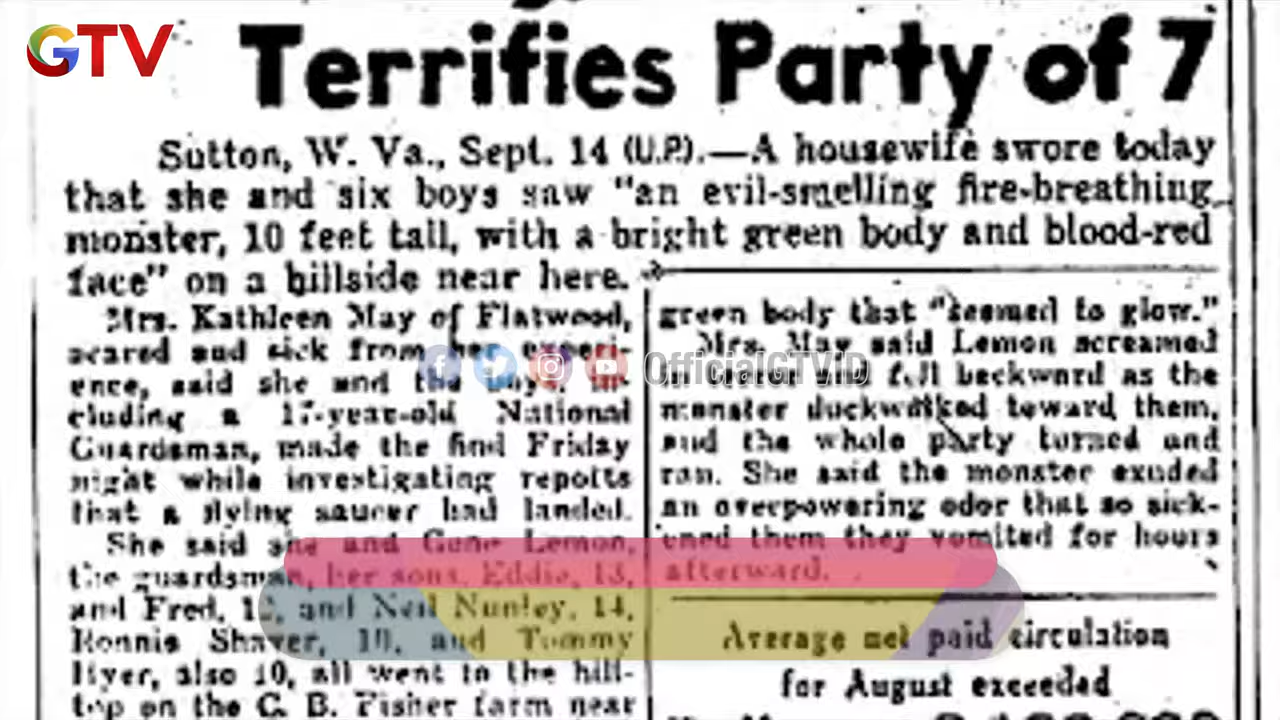 GTV
Terrifies Party of 7
Sutton, W. Va., Sept. 14 (U.P.).—A housewife swore today
that she and six boys saw "an evil-smelling fire-breathing
monster, 10 feet tall, with a bright green body and blood-red
face" on a hillside near here.
Mrs. Kathleen May of Flatwood,
scared and sick from her experi-
ence, said she and the boys, in-
cluding a 17-year-old National
Guardsman, made the find Friday
night while investigating reports
that a flying saucer had landed.
She said she and Gene Lemon,
the guardsman, her sons, Eddie, 13,
and Fred, 12, and Neil Nunley, 14,
Ronnie Shaver, 10, and Tommy
Hyer, also 10, all went to the hill-
top on the C. B. Fisher farm near
green body that "seemed to glow."
Mrs. May said Lemon screamed
in terror and fell backward as the
monster duckwalked toward them,
and the whole party turned and
ran. She said the monster exuded
an overpowering odor that so sick-
ened them they vomited for hours
afterward.
Average net paid circulation
for August exceeded
OfficialGTVID